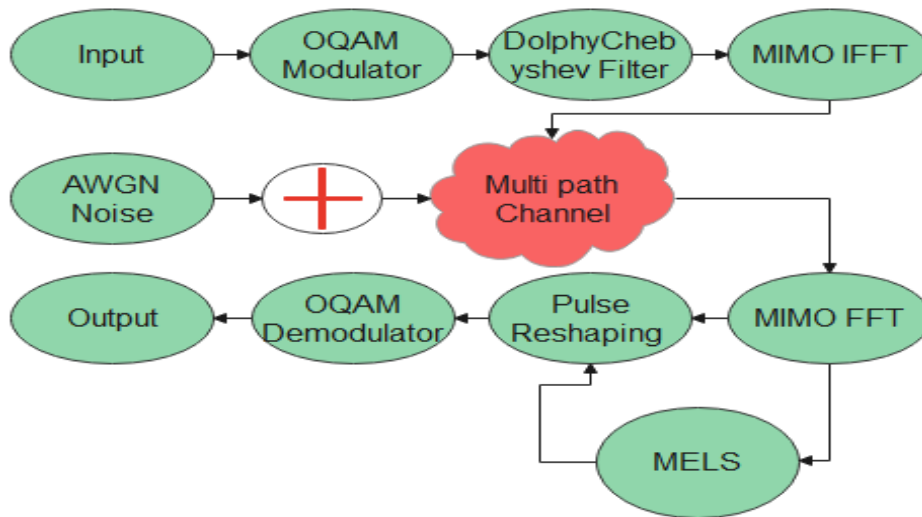 Input
OQAM
Modulator
DolphyCheb
yshev Filter
MIMO IFFT
AWGN
Noise
Multi path
Channel
Output
OQAM
Demodulator
Pulse
Reshaping
MIMO FFT
MELS